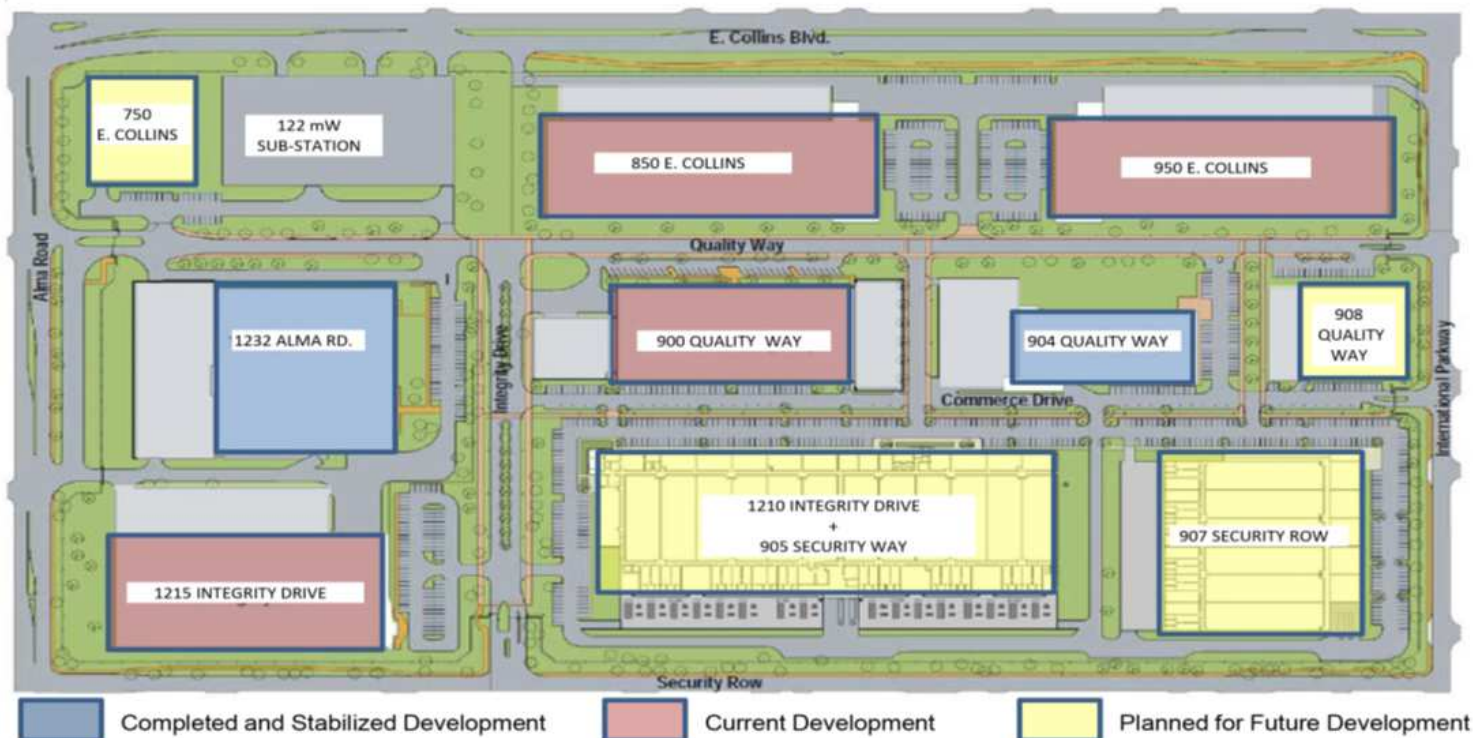 E. Collins Blvd.
750
E. COLLINS
122 mW
SUB-STATION
850 E. COLLINS
950 E. COLLINS
Alma Road
Quality Way
1232 ALMA RD.
Integrity Drive
900 QUALITY WAY
904 QUALITY WAY
908
QUALITY
WAY
International Parkway
Commerce Drive
1210 INTEGRITY DRIVE
+
905 SECURITY WAY
907 SECURITY ROW
1215 INTEGRITY DRIVE
Security Row
Completed and Stabilized Development
Current Development
Planned for Future Development